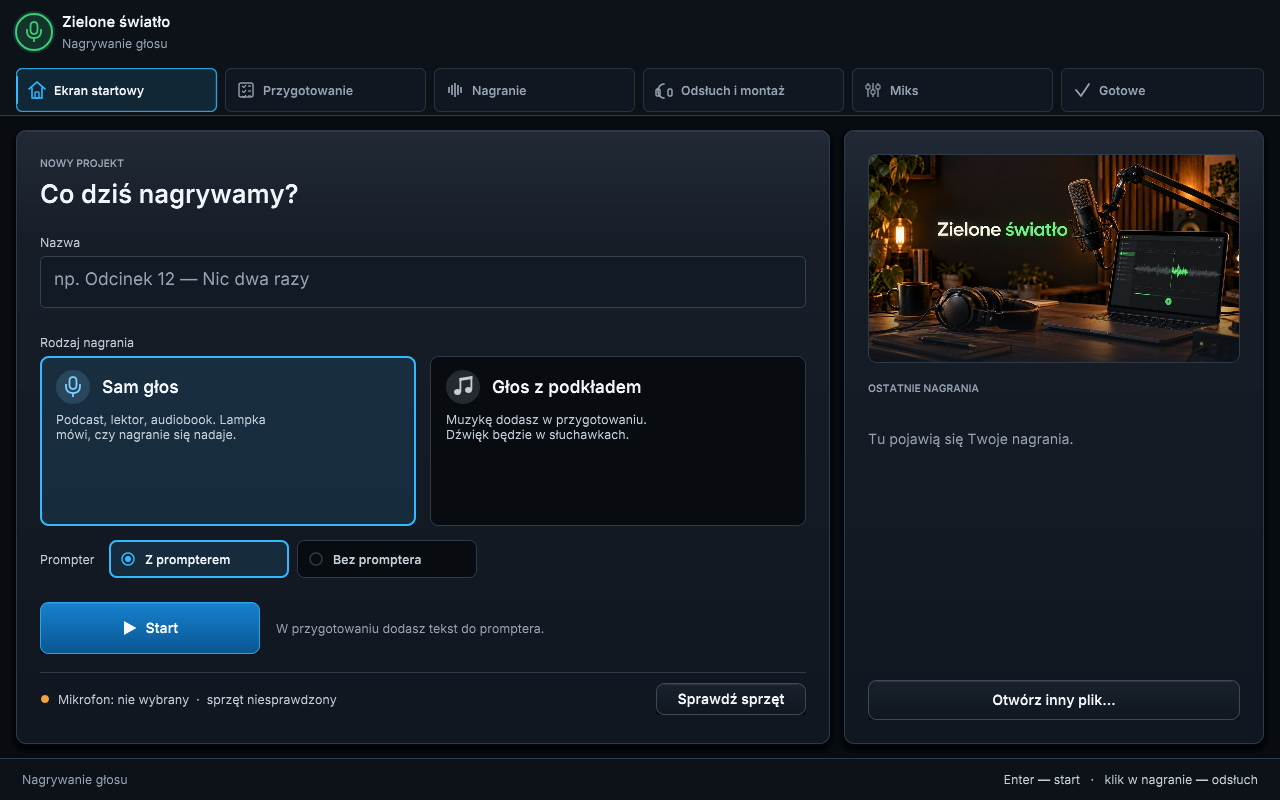 Zielone światło
Nagrywanie głosu
Ekran startowy
Przygotowanie
Nagranie
Odsłuch i montaż
Miks
Gotowe
NOWY PROJEKT
Co dziś nagrywamy?
Nazwa
np. Odcinek 12 — Nic dwa razy
Rodzaj nagrania
Sam głos
Podcast, lektor, audiobook. Lampka
mówi, czy nagranie się nadaje.
Głos z podkładem
Muzykę dodasz w przygotowaniu.
Dźwięk będzie w słuchawkach.
Prompter
Z prompterem
Bez promptera
Start
W przygotowaniu dodasz tekst do promptera.
Mikrofon: nie wybrany · sprzęt niesprawdzony
Sprawdź sprzęt
Zielone światło
OSTATNIE NAGRANIA
Tu pojawią się Twoje nagrania.
Otwórz inny plik...
Nagrywanie głosu
Enter — start · klik w nagranie — odsłuch